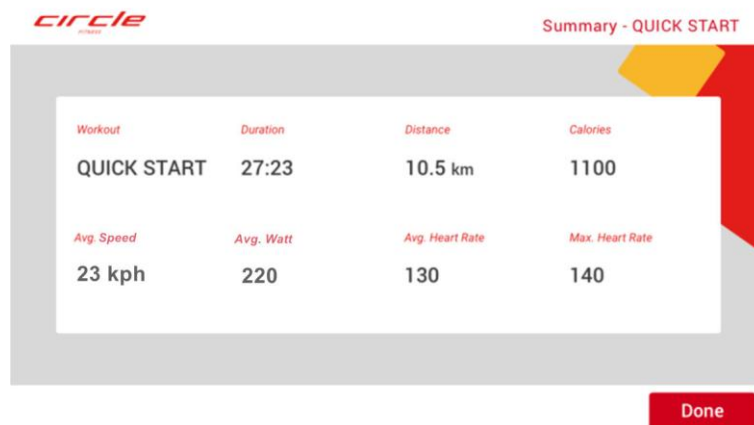 circle
FITNESS
Summary - QUICK START
Workout Duration Distance Calories
QUICK START 27:23 10.5 km 1100
Avg. Speed Avg. Watt Avg. Heart Rate Max. Heart Rate
23 kph 220 130 140
Done